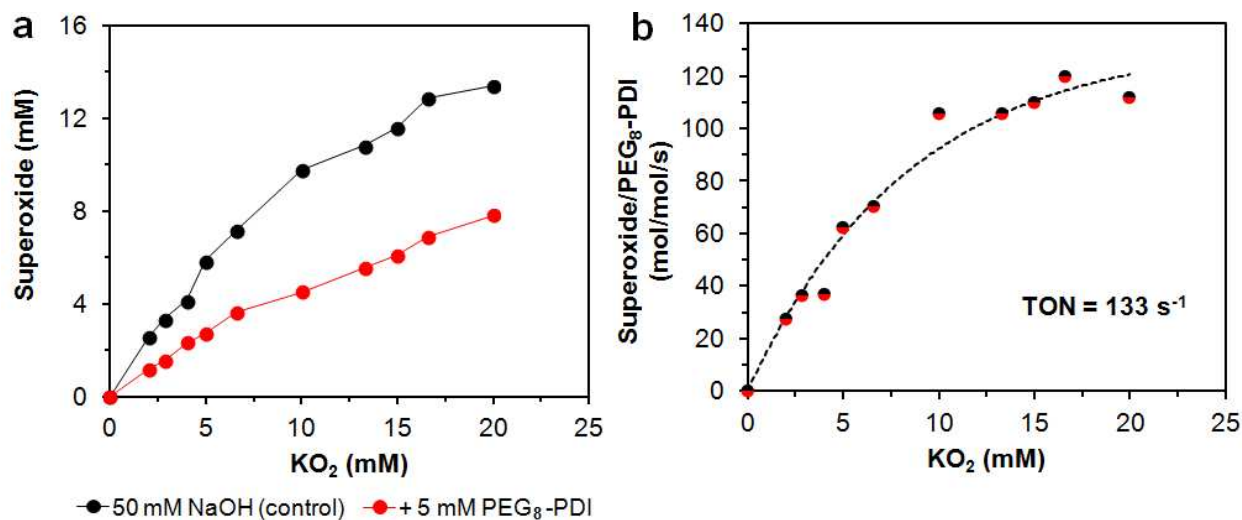 a
Superoxide (mM)
16
12
8
4
0
0 5 10 15 20 25
KO₂ (mM)
50 mM NaOH (control) + 5 mM PEG₈-PDI
b
Superoxide/PEG₈-PDI
(mol/mol/s)
140
120
100
80
60
40
20
0
TON = 133 s⁻¹
0 5 10 15 20 25
KO₂ (mM)